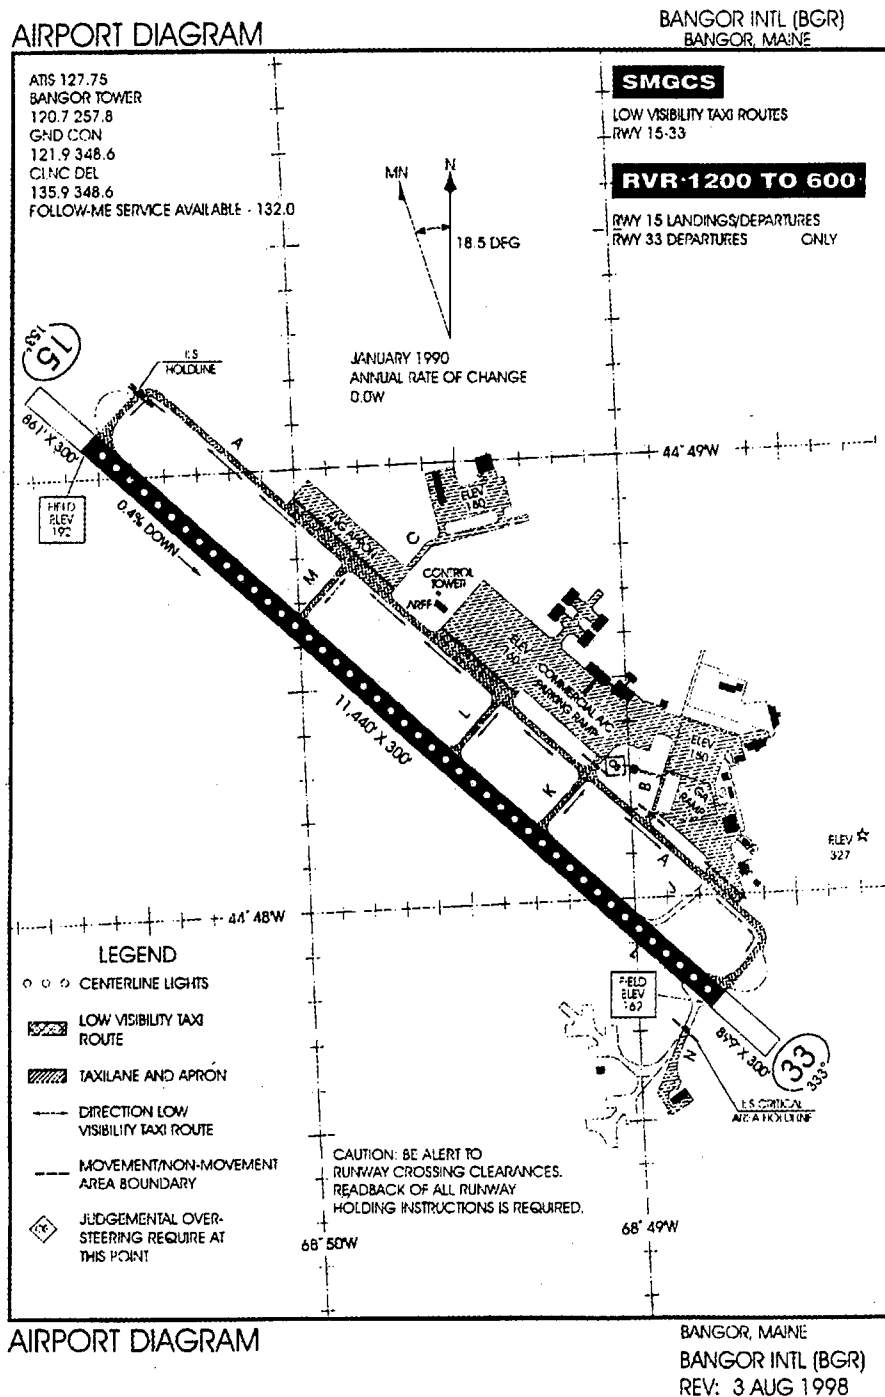 AIRPORT DIAGRAM
BANGOR INTL (BGR)
BANGOR, MAINE
ATIS 127.75
BANGOR TOWER
120.7 257.8
GND CON
121.9 348.6
CLNC DEL
135.9 348.6
FOLLOW-ME SERVICE AVAILABLE - 132.0
SMGCS
LOW VISIBILITY TAXI ROUTES
RWY 15-33
RVR·1200 TO 600
RWY 15 LANDINGS/DEPARTURES
RWY 33 DEPARTURES ONLY
MN
N
18.5 DEG
JANUARY 1990
ANNUAL RATE OF CHANGE
0.0W
15
153°
ILS
HOLDLINE
861' X 300'
A
FIELD
ELEV
192
0.4% DOWN
44° 49'W
ANG APRON
ELEV
160
C
M
CONTROL
TOWER
ARFF
ELEV
160
COMMERCIAL A/C
PARKING RAMP
11,440' X 300'
L
K
B
ELEV
150
GA
RAMP
A
J
ELEV
327
44° 48'W
FIELD
ELEV
162
N
849' X 300'
33
333°
ILS CRITICAL
AREA HOLDLINE
LEGEND
CENTERLINE LIGHTS
LOW VISIBILITY TAXI
ROUTE
TAXILANE AND APRON
DIRECTION LOW
VISIBILITY TAXI ROUTE
MOVEMENT/NON-MOVEMENT
AREA BOUNDARY
JUDGEMENTAL OVER-
STEERING REQUIRE AT
THIS POINT
CAUTION: BE ALERT TO
RUNWAY CROSSING CLEARANCES.
READBACK OF ALL RUNWAY
HOLDING INSTRUCTIONS IS REQUIRED.
68° 50'W
68° 49'W
AIRPORT DIAGRAM
BANGOR, MAINE
BANGOR INTL (BGR)
REV: 3 AUG 1998